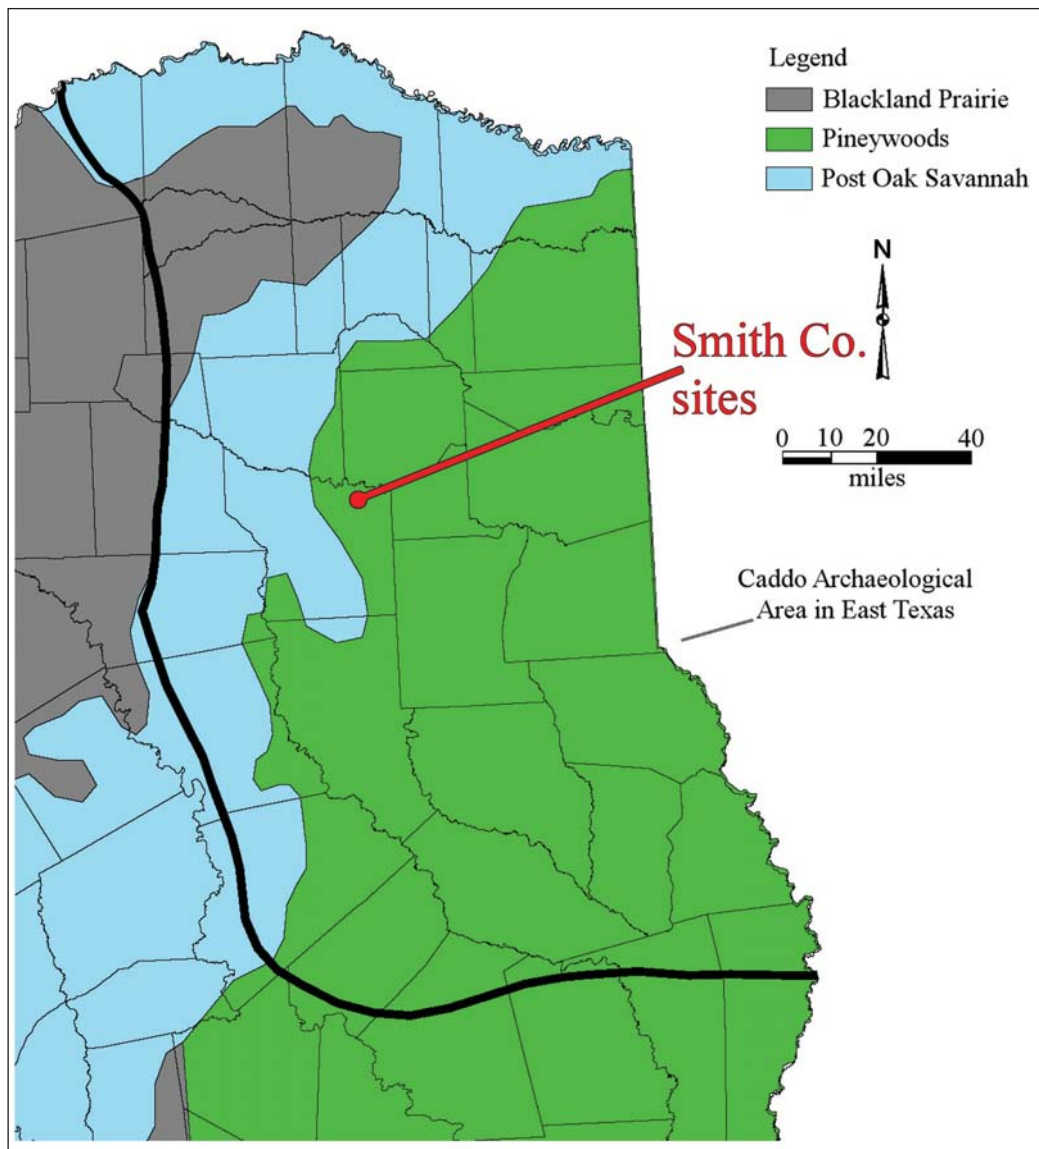 Legend
Blackland Prairie
Pineywoods
Post Oak Savannah
N
Smith Co.
sites
0 10 20 40
miles
Caddo Archaeological
Area in East Texas